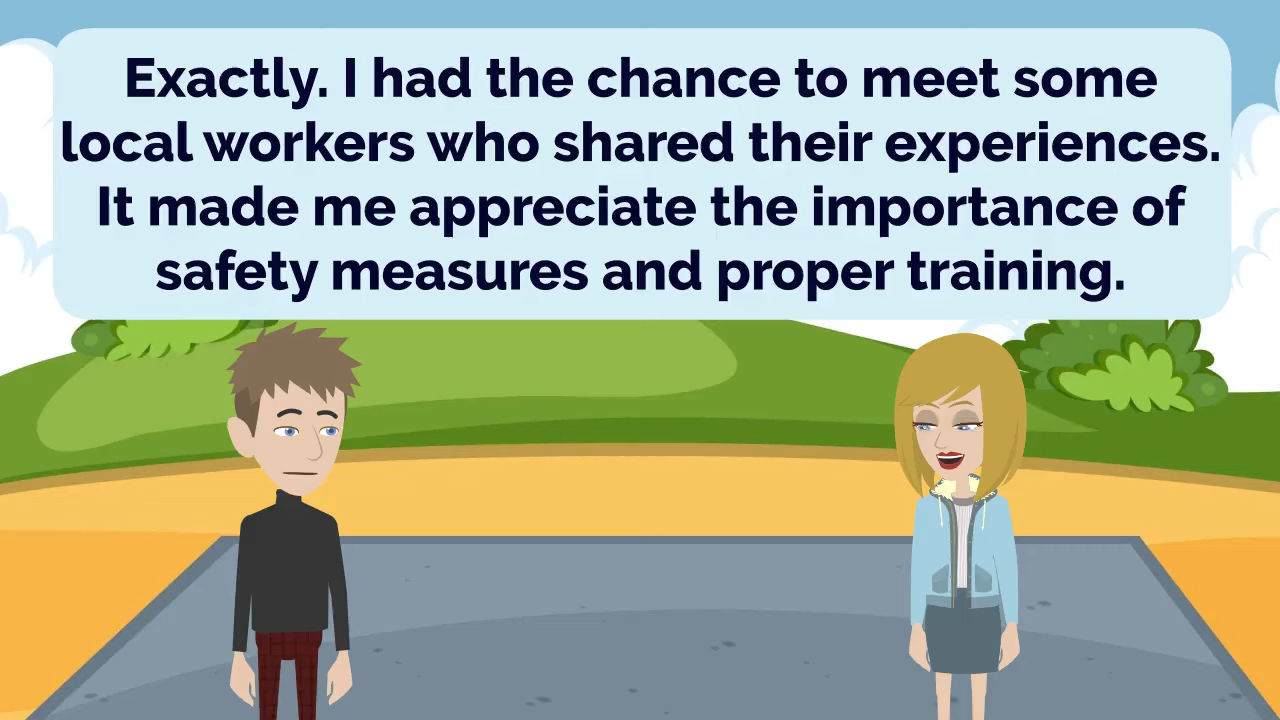 Exactly. I had the chance to meet some
local workers who shared their experiences.
It made me appreciate the importance of
safety measures and proper training.